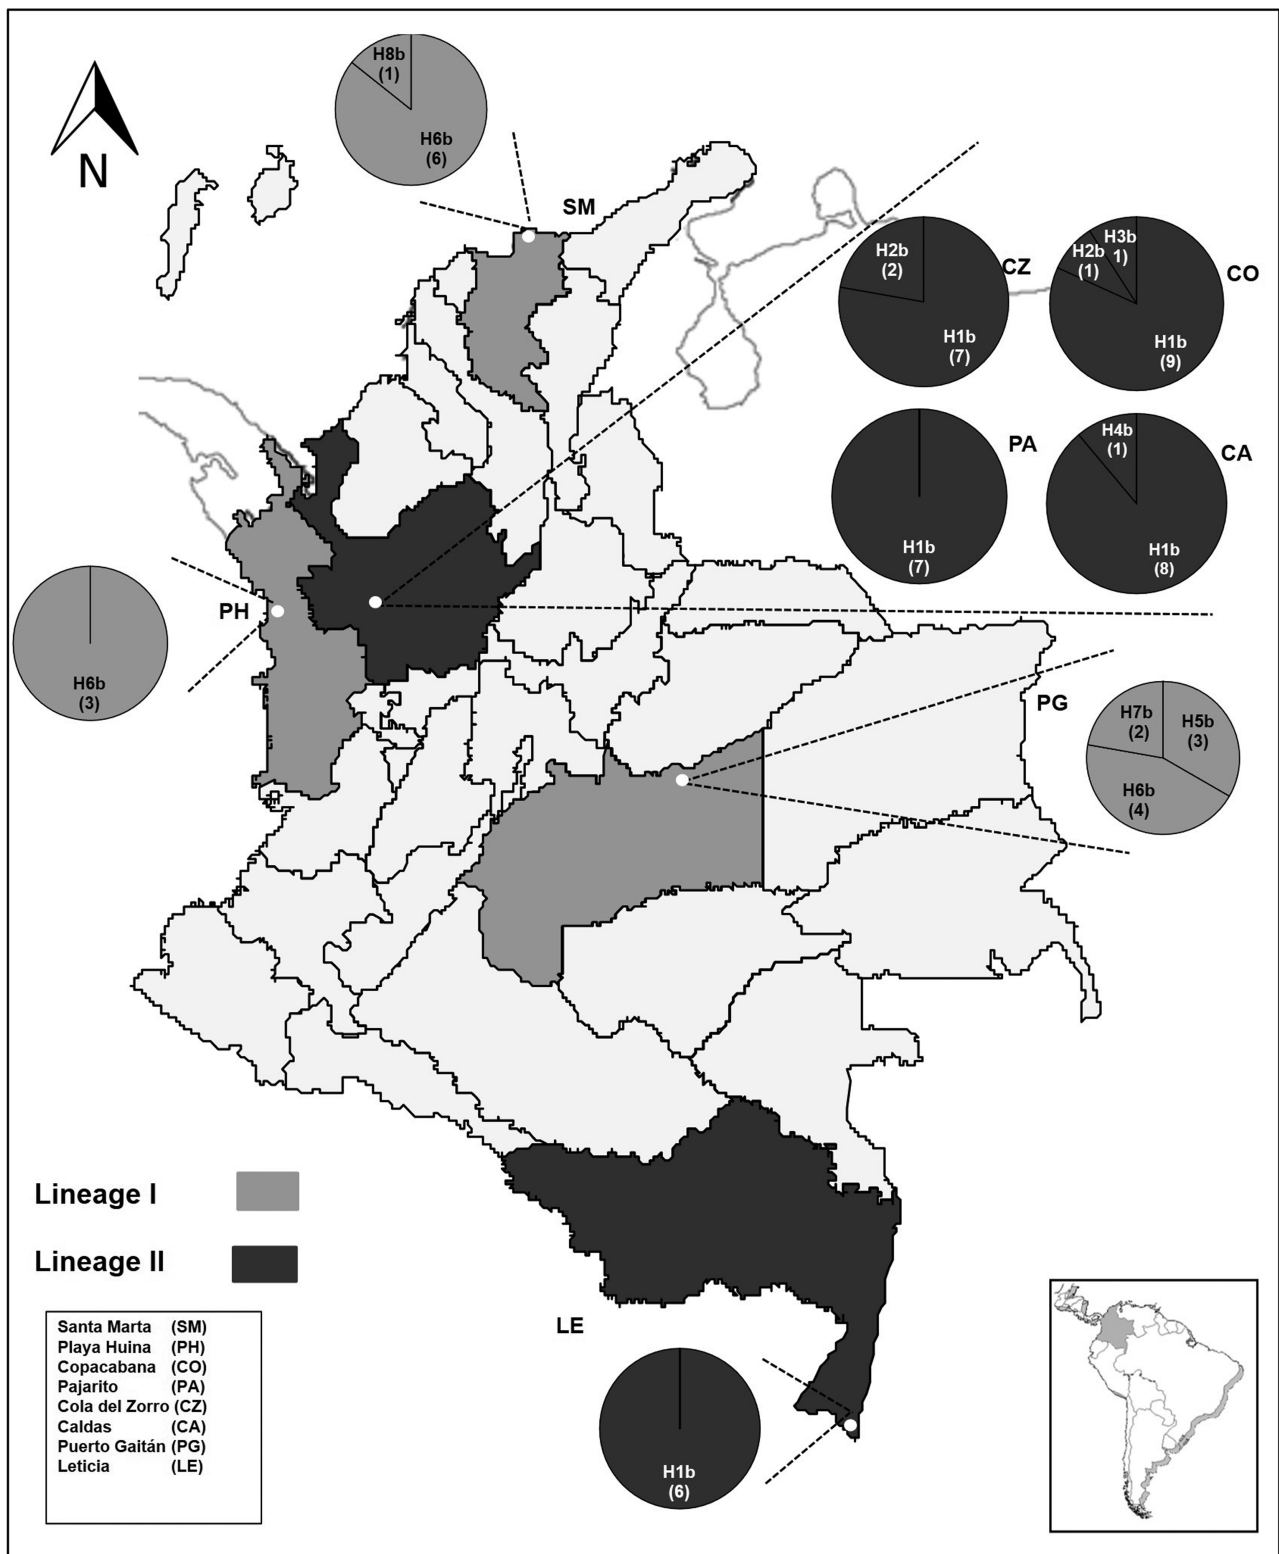 H8b
(1)
H6b
(6)
N
SM
H2b
(2)
CZ
H1b
(7)
H3b
1)
H2b
(1)
CO
H1b
(9)
PA
H1b
(7)
H4b
(1)
CA
H1b
(8)
PH
H6b
(3)
PG
H7b
(2)
H5b
(3)
H6b
(4)
Lineage I
Lineage II
LE
H1b
(6)
Santa Marta (SM)
Playa Huina (PH)
Copacabana (CO)
Pajarito (PA)
Cola del Zorro (CZ)
Caldas (CA)
Puerto Gaitán (PG)
Leticia (LE)